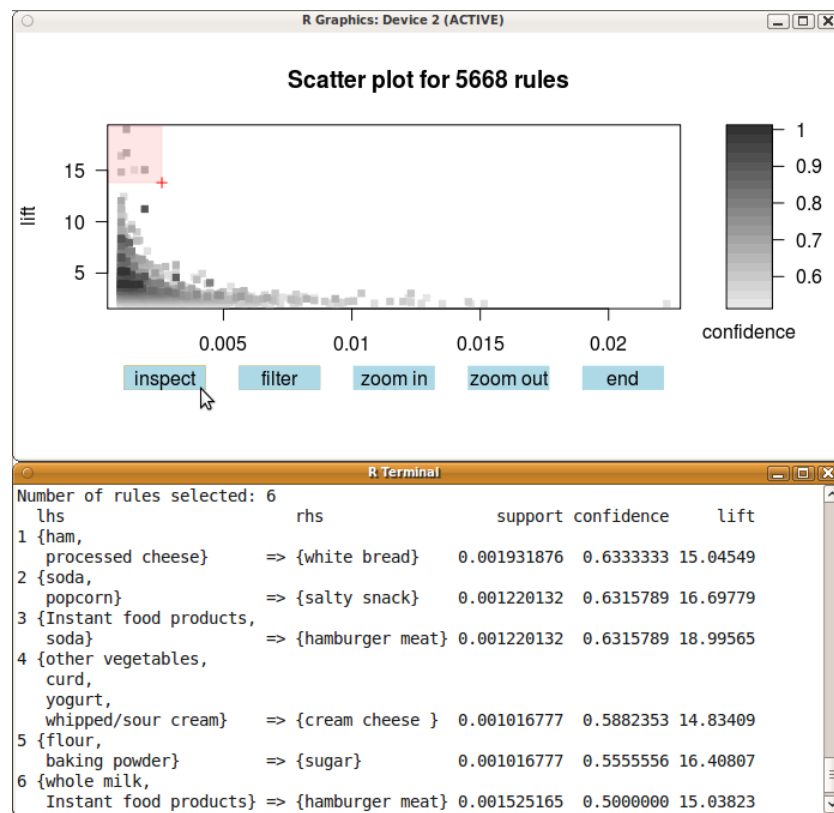 R Graphics: Device 2 (ACTIVE)
Scatter plot for 5668 rules
lift
15
10
5
0.005 0.01 0.015 0.02
1
0.9
0.8
0.7
0.6
confidence
inspect filter zoom in zoom out end
R Terminal
Number of rules selected: 6
lhs rhs support confidence lift
1 {ham,
processed cheese} => {white bread} 0.001931876 0.6333333 15.04549
2 {soda,
popcorn} => {salty snack} 0.001220132 0.6315789 16.69779
3 {Instant food products,
soda} => {hamburger meat} 0.001220132 0.6315789 18.99565
4 {other vegetables,
curd,
yogurt,
whipped/sour cream} => {cream cheese } 0.001016777 0.5882353 14.83409
5 {flour,
baking powder} => {sugar} 0.001016777 0.5555556 16.40807
6 {whole milk,
Instant food products} => {hamburger meat} 0.001525165 0.5000000 15.03823